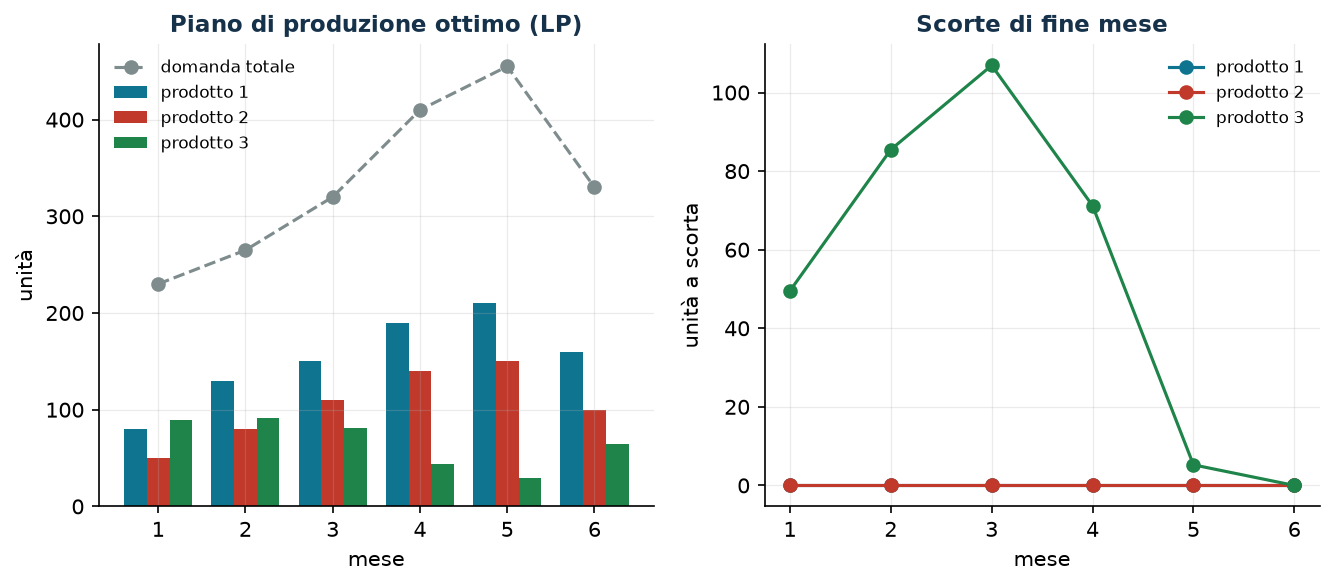 Piano di produzione ottimo (LP)
domanda totale
prodotto 1
prodotto 2
prodotto 3
400
300
200
100
0
unità
1 2 3 4 5 6
mese
Scorte di fine mese
prodotto 1
prodotto 2
prodotto 3
100
80
60
40
20
0
unità a scorta
1 2 3 4 5 6
mese